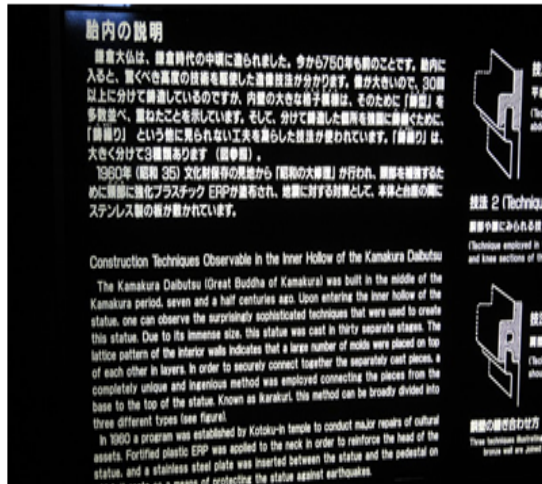 胎内の説明
鎌倉大仏は、鎌倉時代の中頃に造られました。今から750年も前のことです。胎内に
入ると、驚くべき高度の技術を駆使した造像技法が分かります。像が大きいので、30回
以上に分けて鋳造しているのですが、内壁の大きな格子模様は、そのために「鋳型」を
多数並べ、重ねたことを示しています。そして、分けて鋳造した個所を強固に鋳繋ぐために、
「鋳繰り」という他に見られない工夫を凝らした技法が使われています。「鋳繰り」は、
大きく分けて3種類あります(図参照)。
1960年(昭和 35)文化財保存の見地から「昭和の大修理」が行われ、頸部を補強するた
めに頸部に強化プラスチック ERPが塗布され、地震に対する対策として、本体と台座の間に
ステンレス製の板が敷かれています。
Construction Techniques Observable in the Inner Hollow of the Kamakura Daibutsu
The Kamakura Daibutsu (Great Buddha of Kamakura) was built in the middle of the
Kamakura period, seven and a half centuries ago. Upon entering the inner hollow of the
statue, one can observe the surprisingly sophisticated techniques that were used to create
this statue. Due to its immense size, this statue was cast in thirty separate stages. The
lattice pattern of the interior walls indicates that a large number of molds were placed on top
of each other in layers. In order to securely connect together the separately cast pieces, a
completely unique and ingenious method was employed connecting the pieces from the
base to the top of the statue. Known as ikarakuri, this method can be broadly divided into
three different types (see figure).
In 1960 a program was established by Kotoku-in temple to conduct major repairs of cultural
assets. Fortified plastic ERP was applied to the neck in order to reinforce the head of the
statue, and a stainless steel plate was inserted between the statue and the pedestal on
as a means of protecting the statue against earthquakes.
技法 2 (Techniqu
(Technique employed in
and knee sections of th
Three techniques illustrating
bronze wall are joined